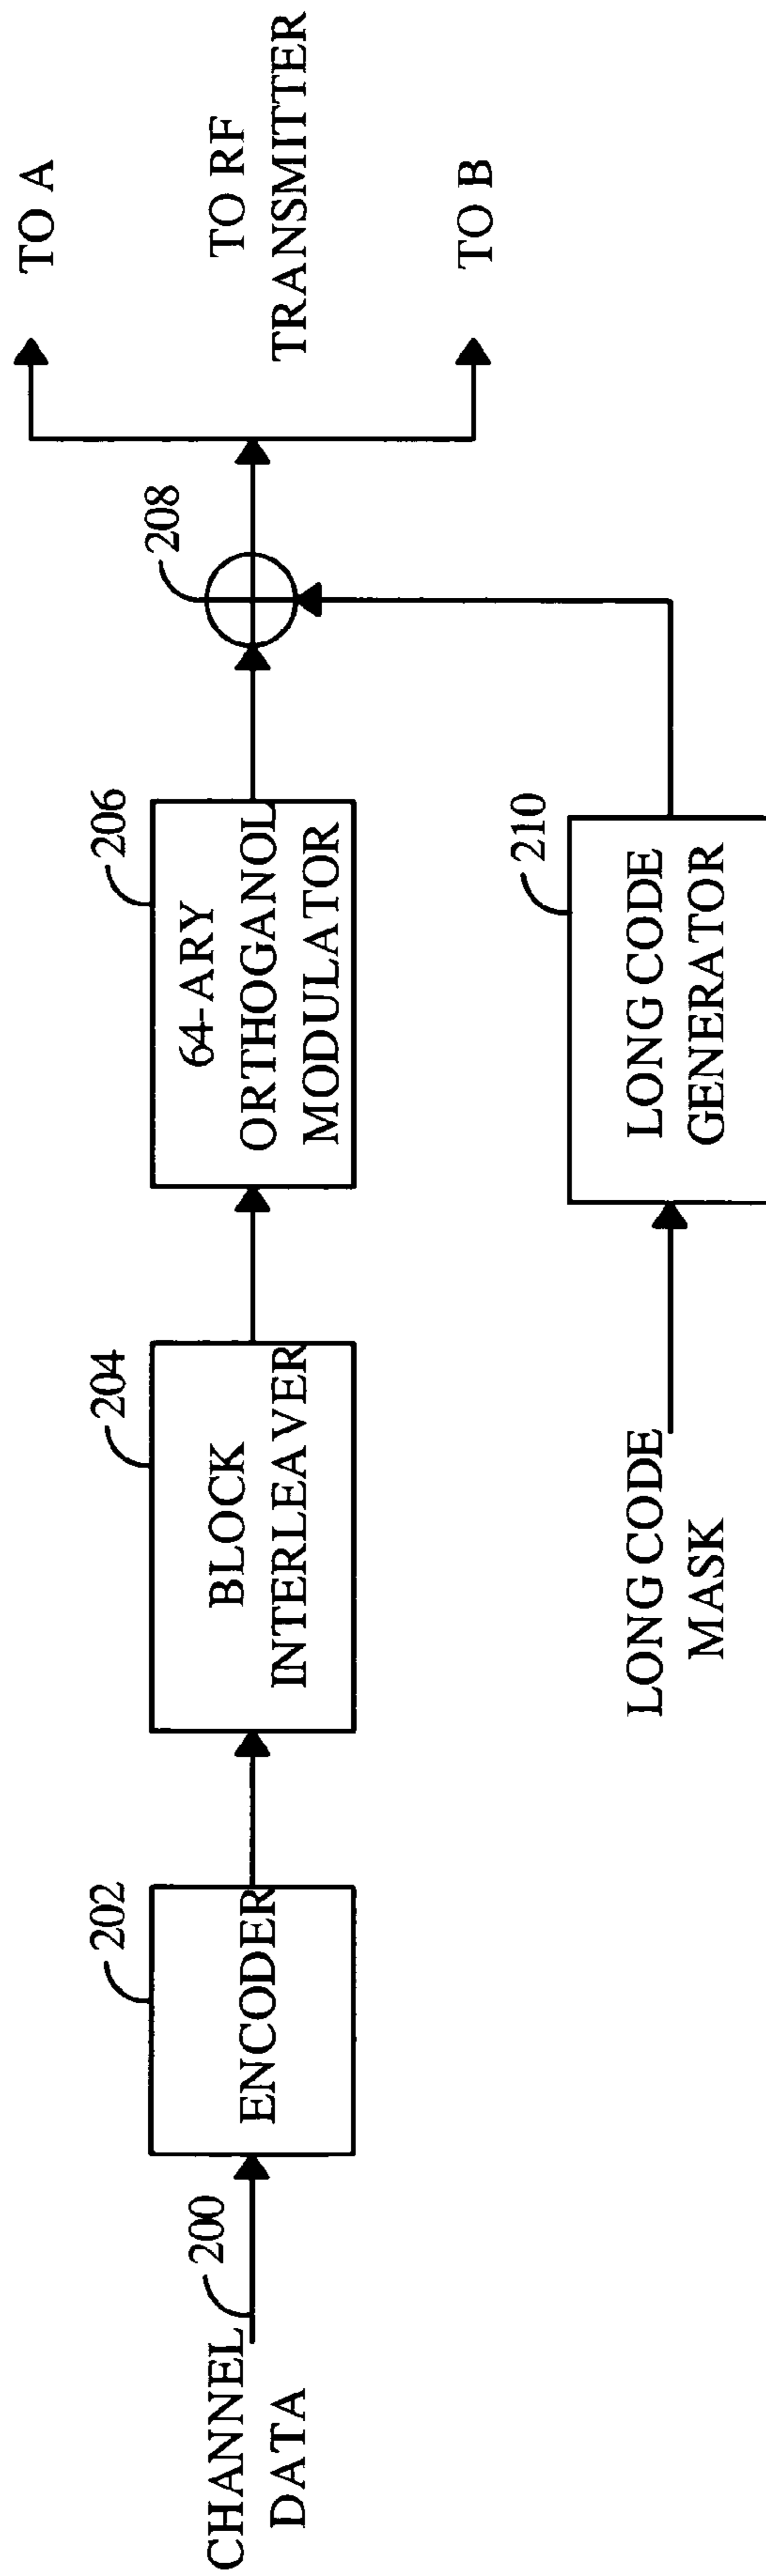 CHANNEL
DATA
200
202
ENCODER
204
BLOCK
INTERLEAVER
206
64-ARY
ORTHOGANOL
MODULATOR
208
TO A
TO RF
TRANSMITTER
TO B
LONG CODE
MASK
210
LONG CODE
GENERATOR